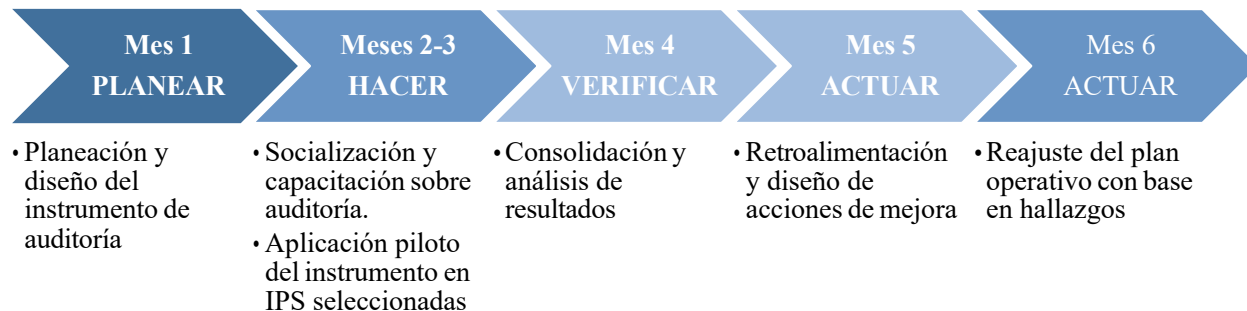 Mes 1
PLANEAR
Meses 2-3
HACER
Mes 4
VERIFICAR
Mes 5
ACTUAR
Mes 6
ACTUAR
• Planeación y
diseño del
instrumento de
auditoría
• Socialización y
capacitación sobre
auditoría.
• Aplicación piloto
del instrumento en
IPS seleccionadas
• Consolidación y
análisis de
resultados
• Retroalimentación
y diseño de
acciones de mejora
• Reajuste del plan
operativo con base
en hallazgos